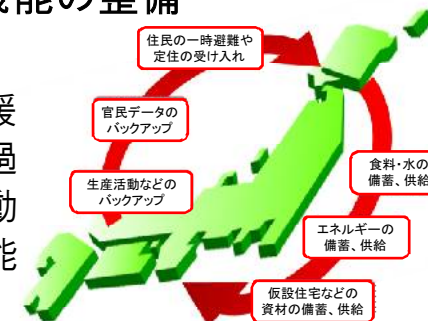 能の整備
住民の一時避難や
定住の受け入れ
官民データの
バックアップ
生産活動などの
バックアップ
食料・水の
備蓄、供給
エネルギーの
備蓄、供給
仮設住宅などの
資材の備蓄、供給
援
過
動
能